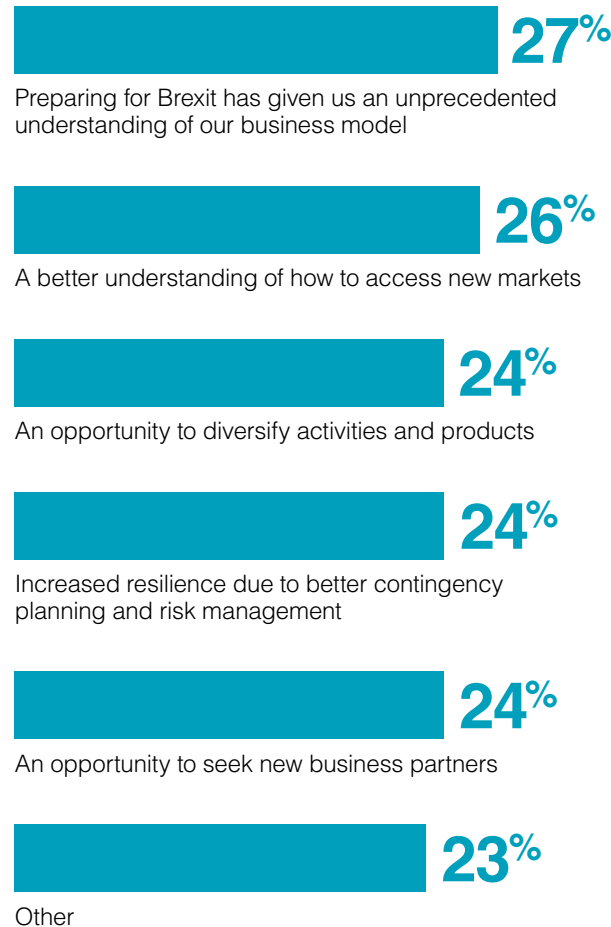 27%
Preparing for Brexit has given us an unprecedented
understanding of our business model
26%
A better understanding of how to access new markets
24%
An opportunity to diversify activities and products
24%
Increased resilience due to better contingency
planning and risk management
24%
An opportunity to seek new business partners
23%
Other